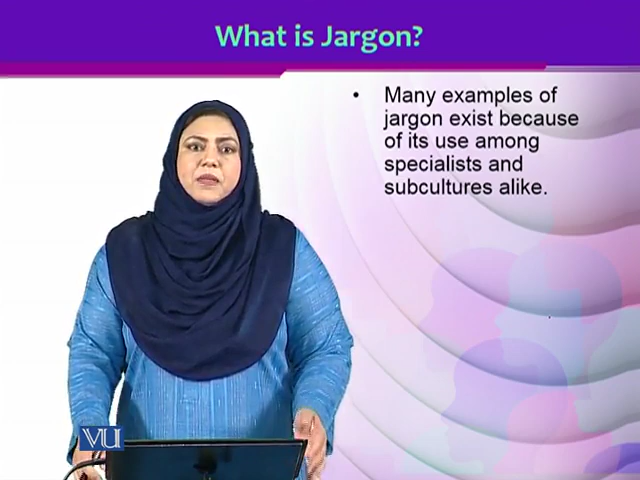 What is Jargon?
• Many examples of
jargon exist because
of its use among
specialists and
subcultures alike.
VU